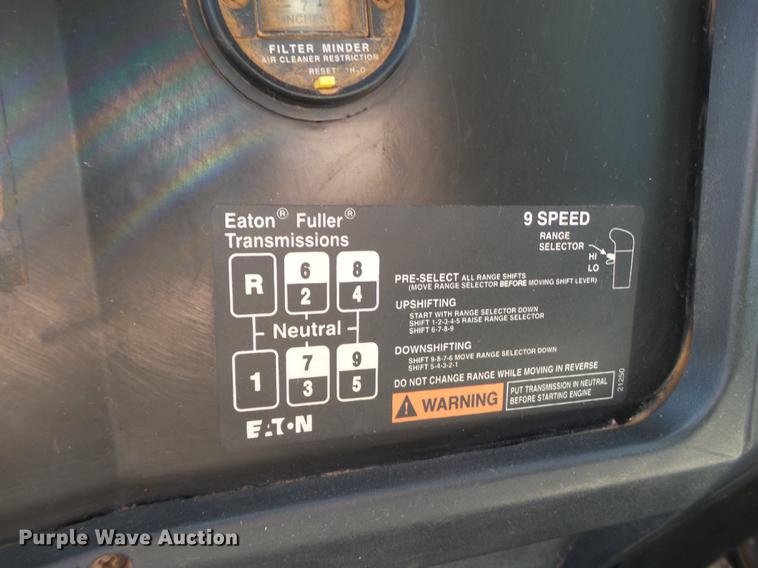 7
INCHES
FILTER MINDER
AIR CLEANER RESTRICTION
RESET H₂O
Eaton® Fuller®
Transmissions
9 SPEED
RANGE
SELECTOR
HI
LO
R 6 8
2 4
Neutral
1 7 9
3 5
PRE-SELECT ALL RANGE SHIFTS
(MOVE RANGE SELECTOR BEFORE MOVING SHIFT LEVER)
UPSHIFTING
START WITH RANGE SELECTOR DOWN
SHIFT 1-2-3-4-5 RAISE RANGE SELECTOR
SHIFT 6-7-8-9
DOWNSHIFTING
SHIFT 9-8-7-6 MOVE RANGE SELECTOR DOWN
SHIFT 5-4-3-2-1
DO NOT CHANGE RANGE WHILE MOVING IN REVERSE
WARNING
PUT TRANSMISSION IN NEUTRAL
BEFORE STARTING ENGINE
21250
EATON
Purple Wave Auction